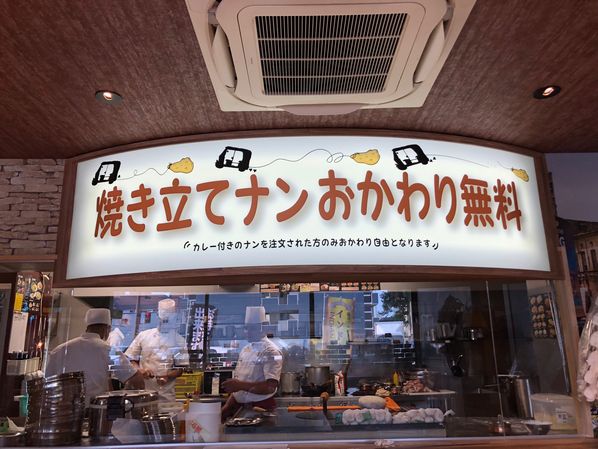 焼き立てナンおかわり無料
カレー付きのナンを注文された方のみおかわり自由となります